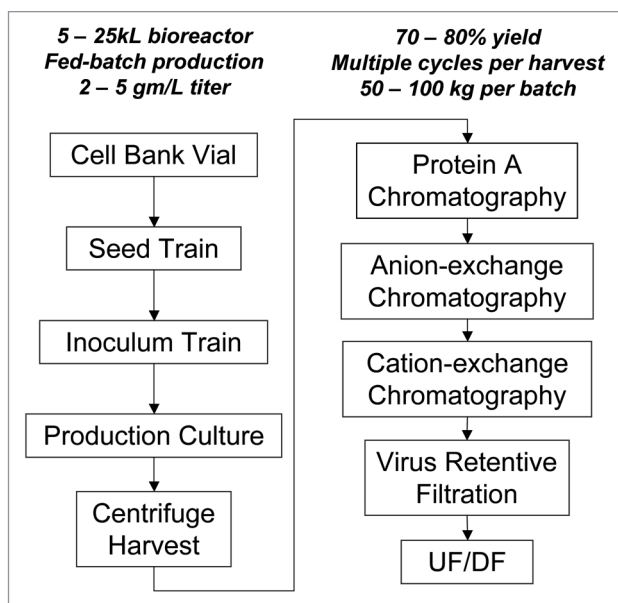 5 – 25kL bioreactor
Fed-batch production
2 – 5 gm/L titer
Cell Bank Vial
Seed Train
Inoculum Train
Production Culture
Centrifuge
Harvest
70 – 80% yield
Multiple cycles per harvest
50 – 100 kg per batch
Protein A
Chromatography
Anion-exchange
Chromatography
Cation-exchange
Chromatography
Virus Retentive
Filtration
UF/DF